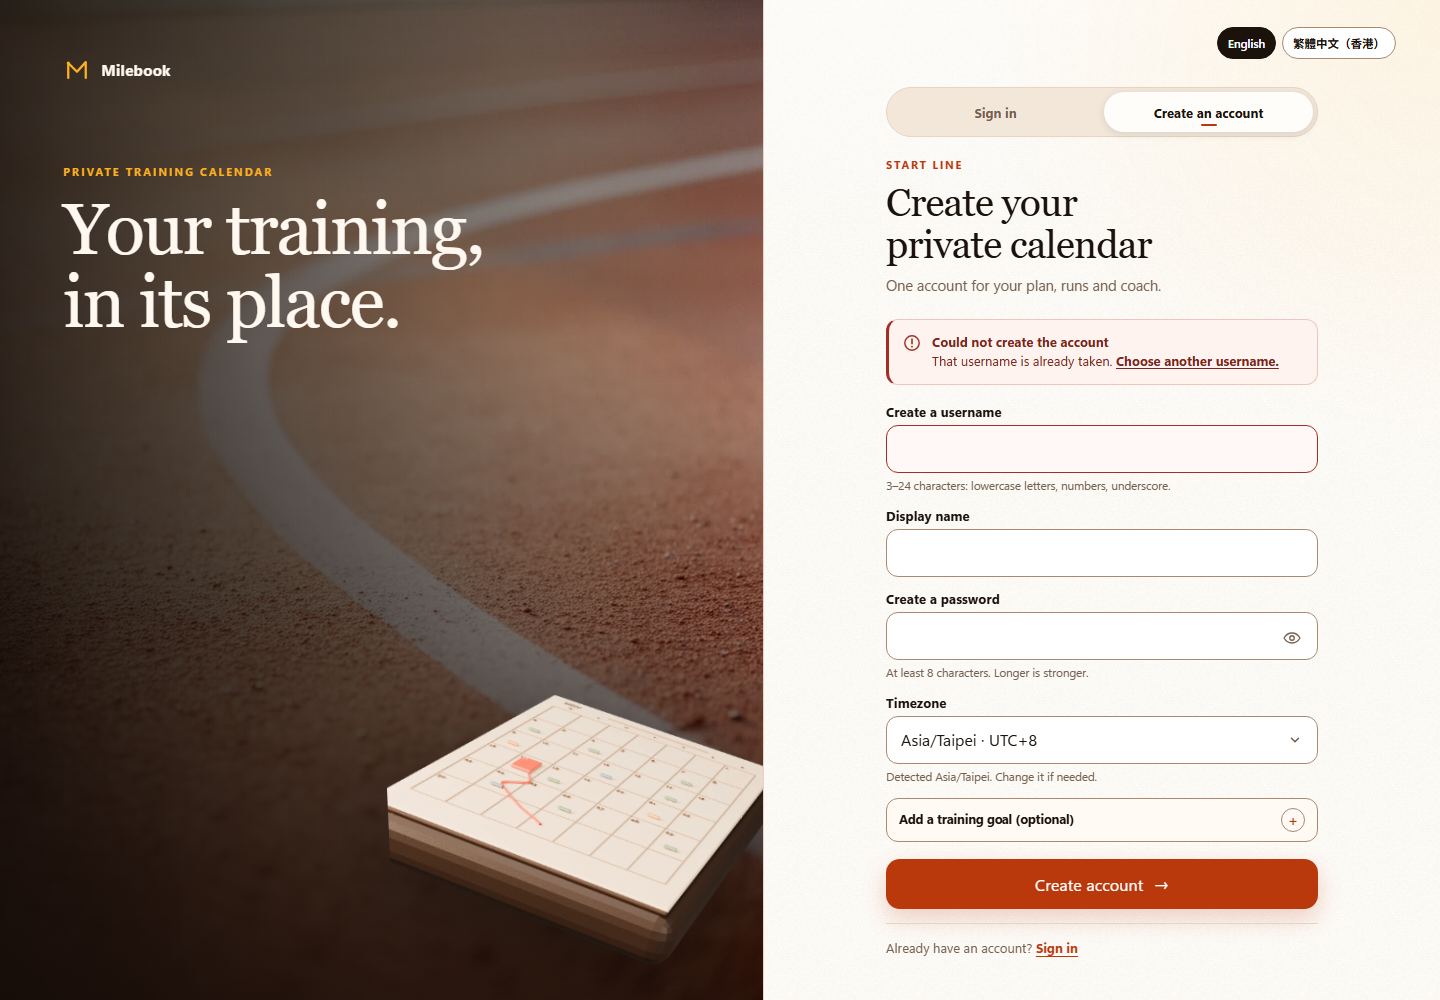 Milebook
PRIVATE TRAINING CALENDAR
Your training,
in its place.
English
繁體中文（香港）
Sign in
Create an account
START LINE
Create your
private calendar
One account for your plan, runs and coach.
Could not create the account
That username is already taken. Choose another username.
Create a username
3–24 characters: lowercase letters, numbers, underscore.
Display name
Create a password
At least 8 characters. Longer is stronger.
Timezone
Asia/Taipei · UTC+8
Detected Asia/Taipei. Change it if needed.
Add a training goal (optional)
Create account →
Already have an account? Sign in